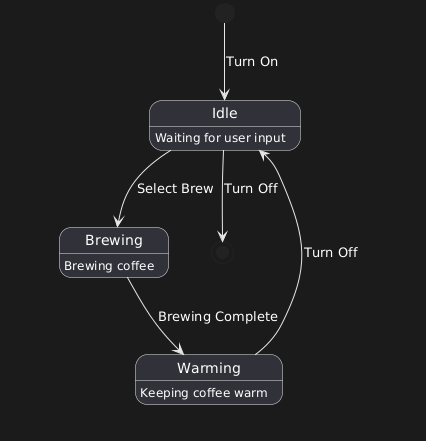 Turn On
Idle
Waiting for user input
Select Brew
Turn Off
Brewing
Brewing coffee
Turn Off
Brewing Complete
Warming
Keeping coffee warm